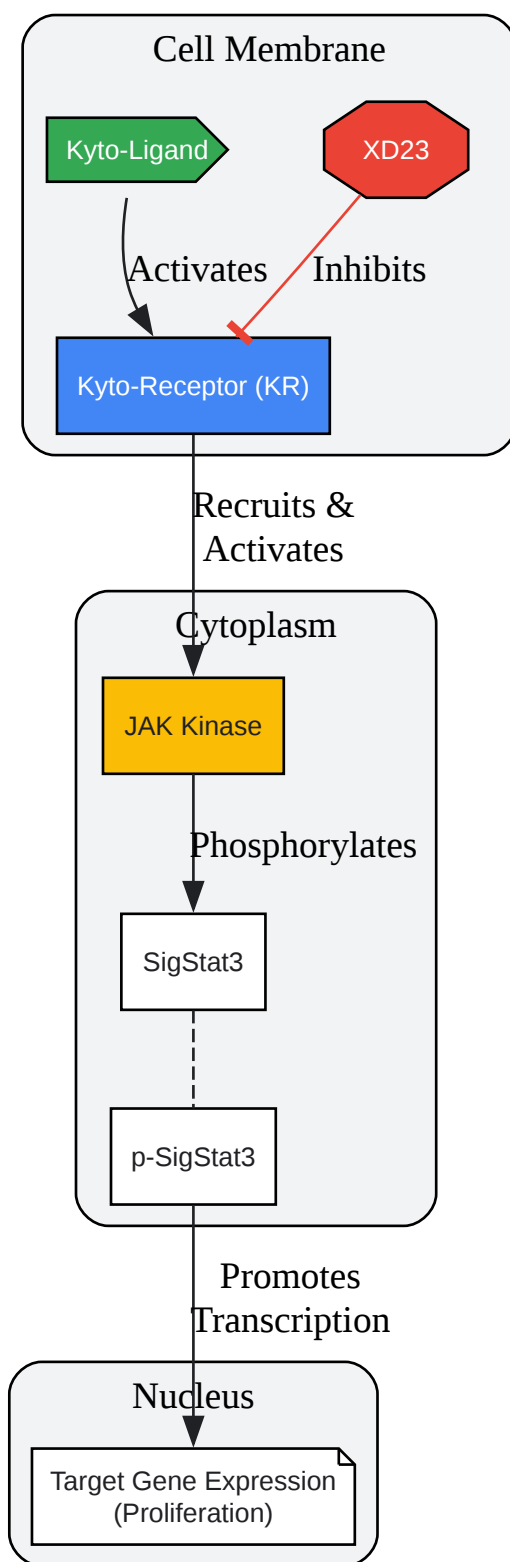 Cell Membrane
Kyto-Ligand
XD23
Activates
Inhibits
Kyto-Receptor (KR)
Recruits &
Activates
Cytoplasm
JAK Kinase
Phosphorylates
SigStat3
p-SigStat3
Promotes
Transcription
Nucleus
Target Gene Expression
(Proliferation)